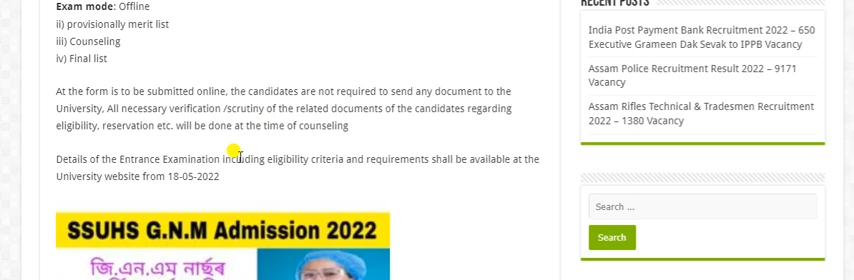 RECENT POSTS
Exam mode: Offline
ii) provisionally merit list
iii) Counseling
iv) Final list
At the form is to be submitted online, the candidates are not required to send any document to the
University, All necessary verification /scrutiny of the related documents of the candidates regarding
eligibility, reservation etc. will be done at the time of counseling
Details of the Entrance Examination including eligibility criteria and requirements shall be available at the
University website from 18-05-2022
SSUHS G.N.M Admission 2022
জি.এন.এম নাৰ্ছৰ
India Post Payment Bank Recruitment 2022 – 650
Executive Grameen Dak Sevak to IPPB Vacancy
Assam Police Recruitment Result 2022 – 9171
Vacancy
Assam Rifles Technical & Tradesmen Recruitment
2022 – 1380 Vacancy
Search ...
Search